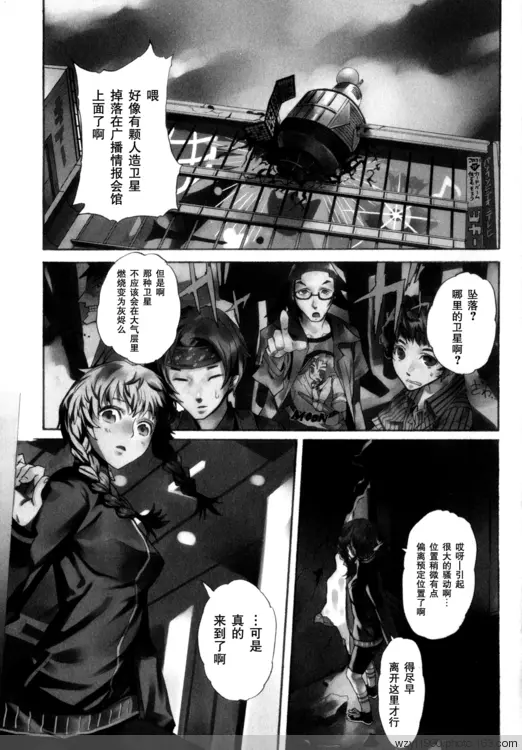 喂
好像有颗人造卫星
掉落在广播情报会馆
上面了啊
坠落？
哪里的卫星啊？
但是
那种卫星
不应该会在大气层里
燃烧变为灰烬么
哎呀—引起
很大的骚动了…
位置稍微有点
偏离预定位置了啊
得尽早
离开这里才行
…可是
真的
来到了啊